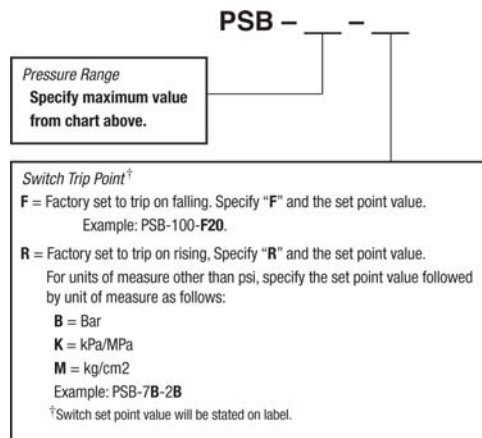 PSB – ___ – ___
Pressure Range
Specify maximum value
from chart above.
Switch Trip Point†
F = Factory set to trip on falling. Specify “F” and the set point value.
Example: PSB-100-F20.
R = Factory set to trip on rising, Specify “R” and the set point value.
For units of measure other than psi, specify the set point value followed
by unit of measure as follows:
B = Bar
K = kPa/MPa
M = kg/cm2
Example: PSB-7B-2B
†Switch set point value will be stated on label.